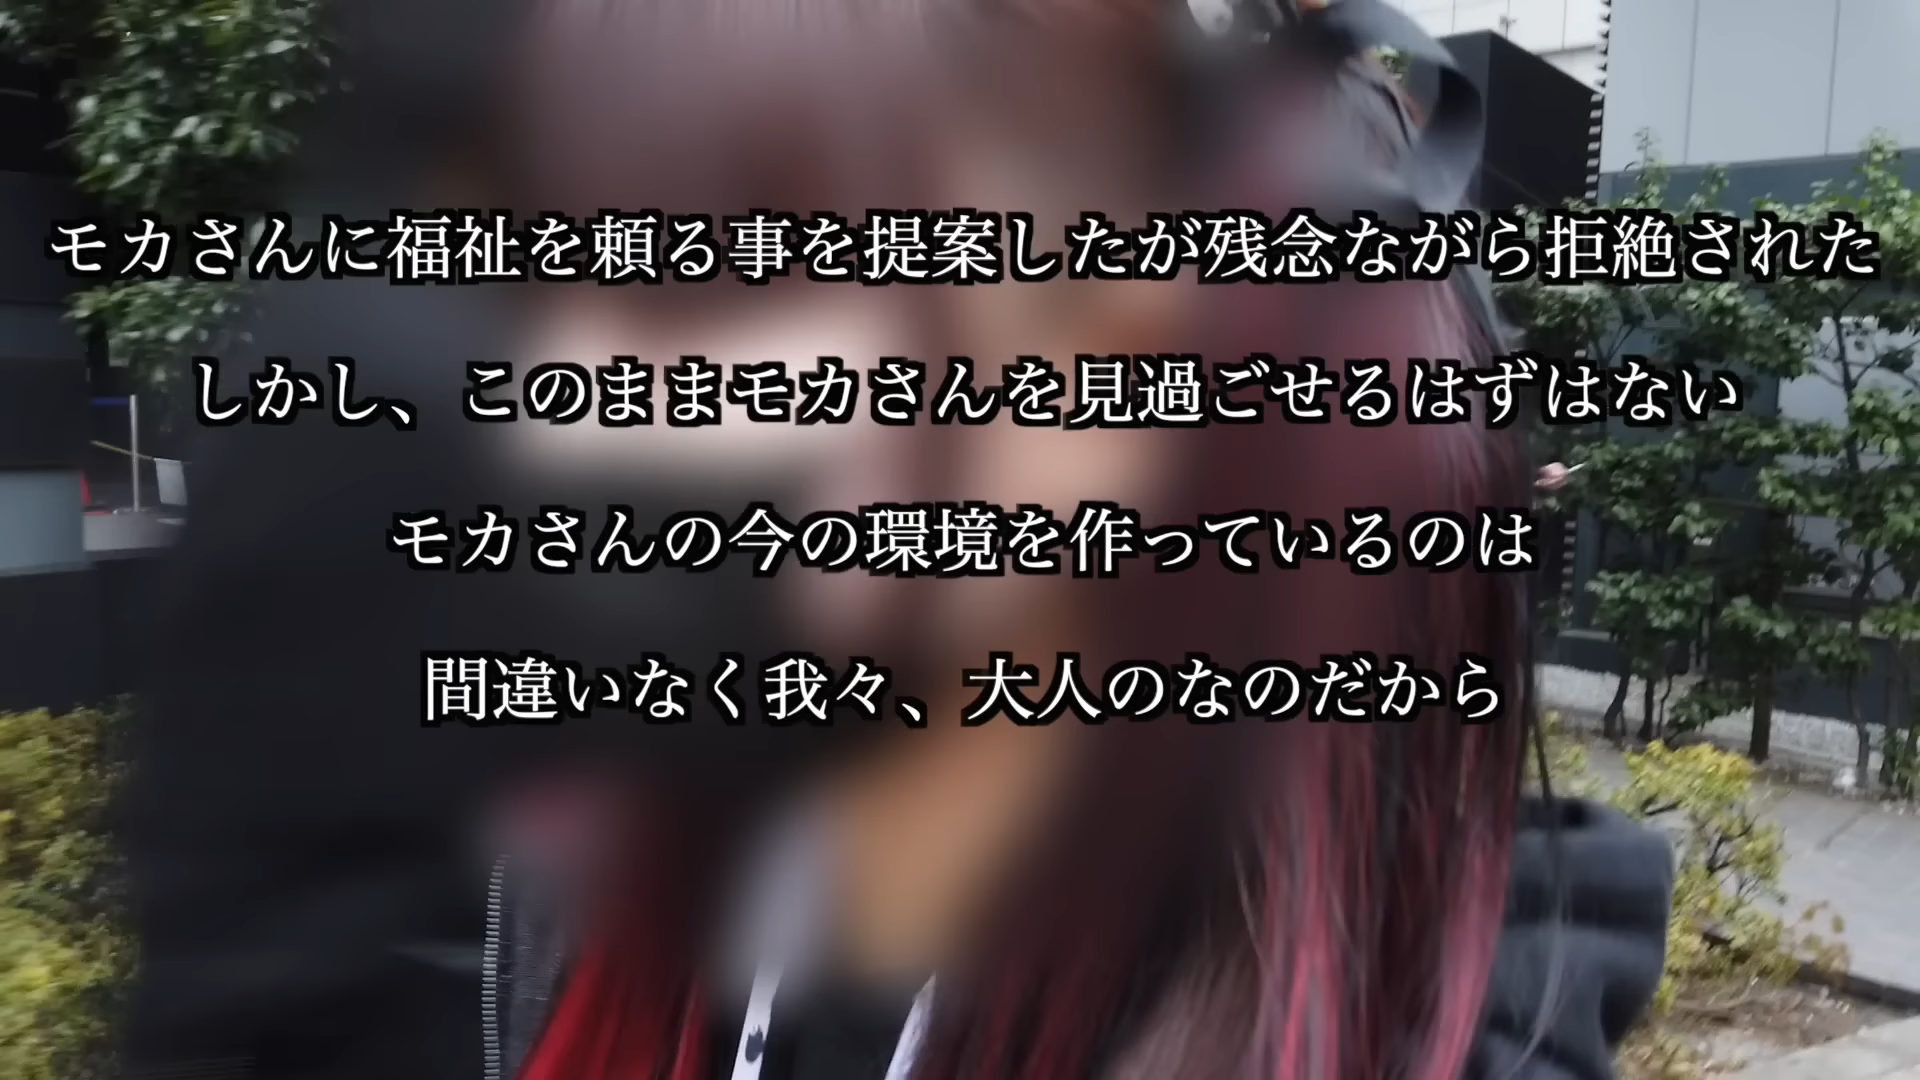 モカさんに福祉を頼る事を提案したが残念ながら拒絶された
しかし、このままモカさんを見過ごせるはずはない
モカさんの今の環境を作っているのは
間違いなく我々、大人のなのだから